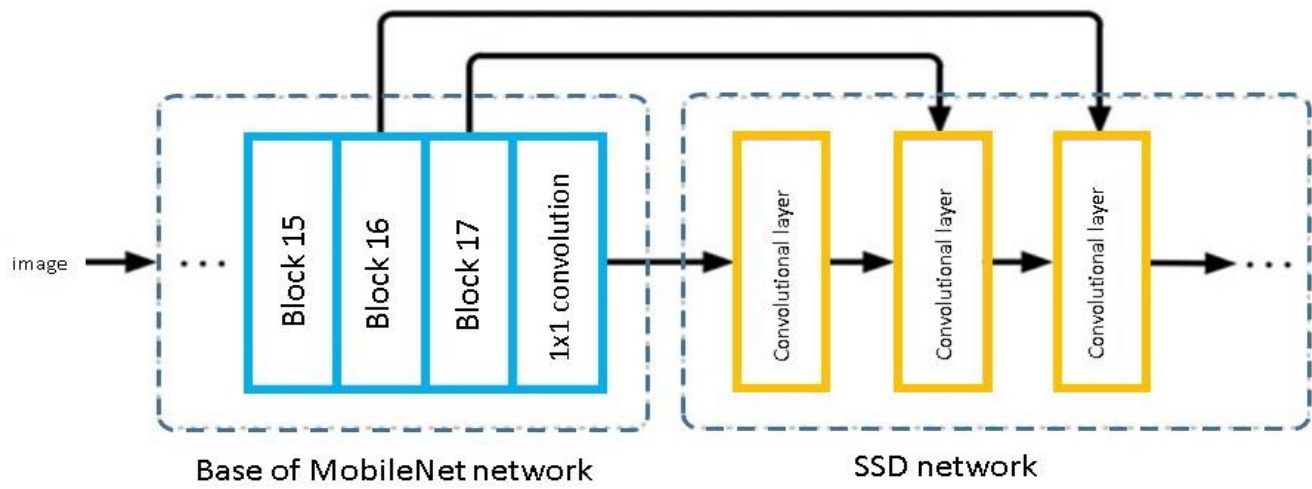 image
...
Block 15
Block 16
Block 17
1x1 convolution
Convolutional layer
Convolutional layer
Convolutional layer
...
Base of MobileNet network
SSD network